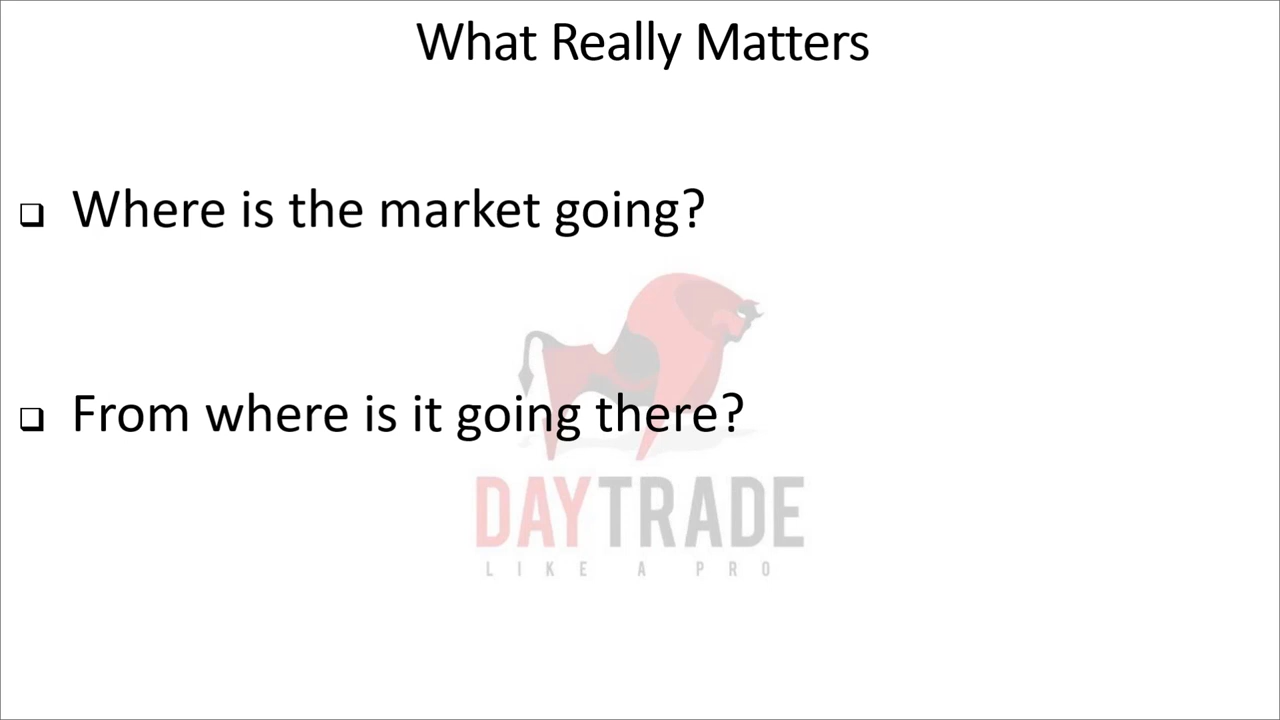 What Really Matters
❑ Where is the market going?
❑ From where is it going there?
DAYTRADE
LIKE A PRO